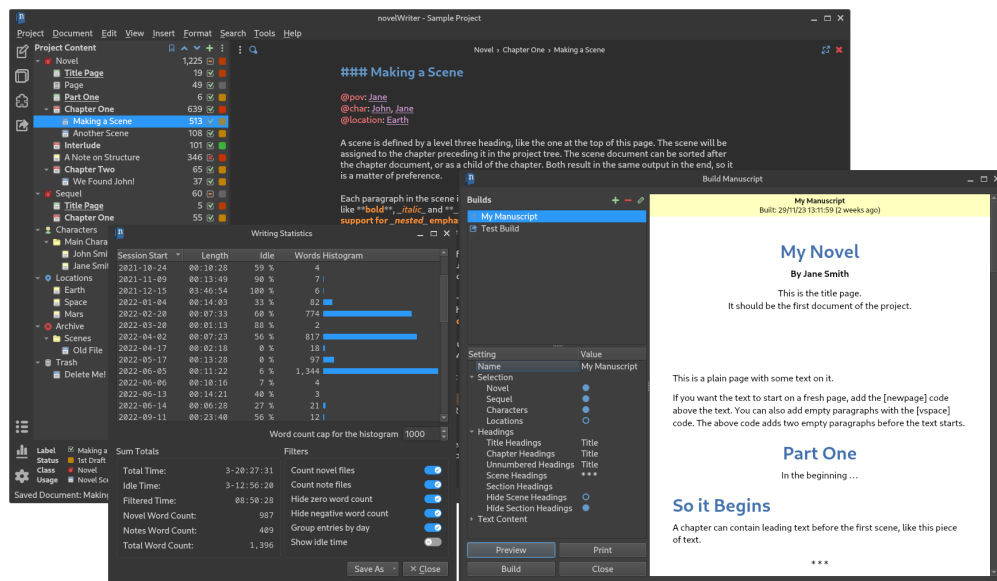 novelWriter - Sample Project
Project Document Edit View Insert Format Search Tools Help
Project Content
Novel 1,225
Title Page 19
Page 49
Part One 6
Chapter One 639
Making a Scene 513
Another Scene 108
Interlude 101
A Note on Structure 346
Chapter Two 65
We Found John! 37
Sequel 60
Title Page 5
Chapter One 55
Characters
Main Chara
John Smi
Jane Smit
Locations
Earth
Space
Mars
Archive
Scenes
Old File
Trash
Delete Me!
Label Making a
Status 1st Draft
Class Novel
Usage Novel Sce
Saved Document: Making
Novel › Chapter One › Making a Scene
### Making a Scene
@pov: Jane
@char: John, Jane
@location: Earth
A scene is defined by a level three heading, like the one at the top of this page. The scene will be
assigned to the chapter preceding it in the project tree. The scene document can be sorted after
the chapter document, or as a child of the chapter. Both result in the same output in the end, so it
is a matter of preference.
Each paragraph in the scene i
like **bold**, _italic_ and **_
support for _nested_ empha
Writing Statistics
Session Start Length Idle Words Histogram
2021-10-24 00:10:28 59 % 4
2021-11-09 00:13:49 90 % 7
2021-12-15 03:46:54 100 % 6
2022-01-04 00:14:03 33 % 82
2022-02-20 00:07:33 60 % 774
2022-03-20 00:01:13 88 % 2
2022-04-02 00:07:23 56 % 817
2022-04-17 00:02:18 0 % 18
2022-05-17 00:13:28 0 % 97
2022-06-05 00:11:22 6 % 1,344
2022-06-06 00:10:16 7 % 4
2022-06-13 00:14:21 40 % 3
2022-06-14 00:06:28 27 % 21
2022-09-11 00:23:40 56 % 12
Word count cap for the histogram 1000
Sum Totals
Total Time: 3-20:27:31
Idle Time: 3-12:56:20
Filtered Time: 08:50:28
Novel Word Count: 987
Notes Word Count: 409
Total Word Count: 1,396
Filters
Count novel files
Count note files
Hide zero word count
Hide negative word count
Group entries by day
Show idle time
Save As
Close
Build Manuscript
Builds
My Manuscript
Test Build
Setting Value
Name My Manuscript
Selection
Novel
Sequel
Characters
Locations
Headings
Title Headings Title
Chapter Headings Title
Unnumbered Headings Title
Scene Headings * * *
Section Headings
Hide Scene Headings
Hide Section Headings
Text Content
Preview Print
Build Close
My Manuscript
Built: 29/11/23 13:11:59 (2 weeks ago)
My Novel
By Jane Smith
This is the title page.
It should be the first document of the project.
This is a plain page with some text on it.
If you want the text to start on a fresh page, add the [newpage] code
above the text. You can also add empty paragraphs with the [vspace]
code. The above code adds two empty paragraphs before the text starts.
Part One
In the beginning …
So it Begins
A chapter can contain leading text before the first scene, like this piece
of text.
* * *